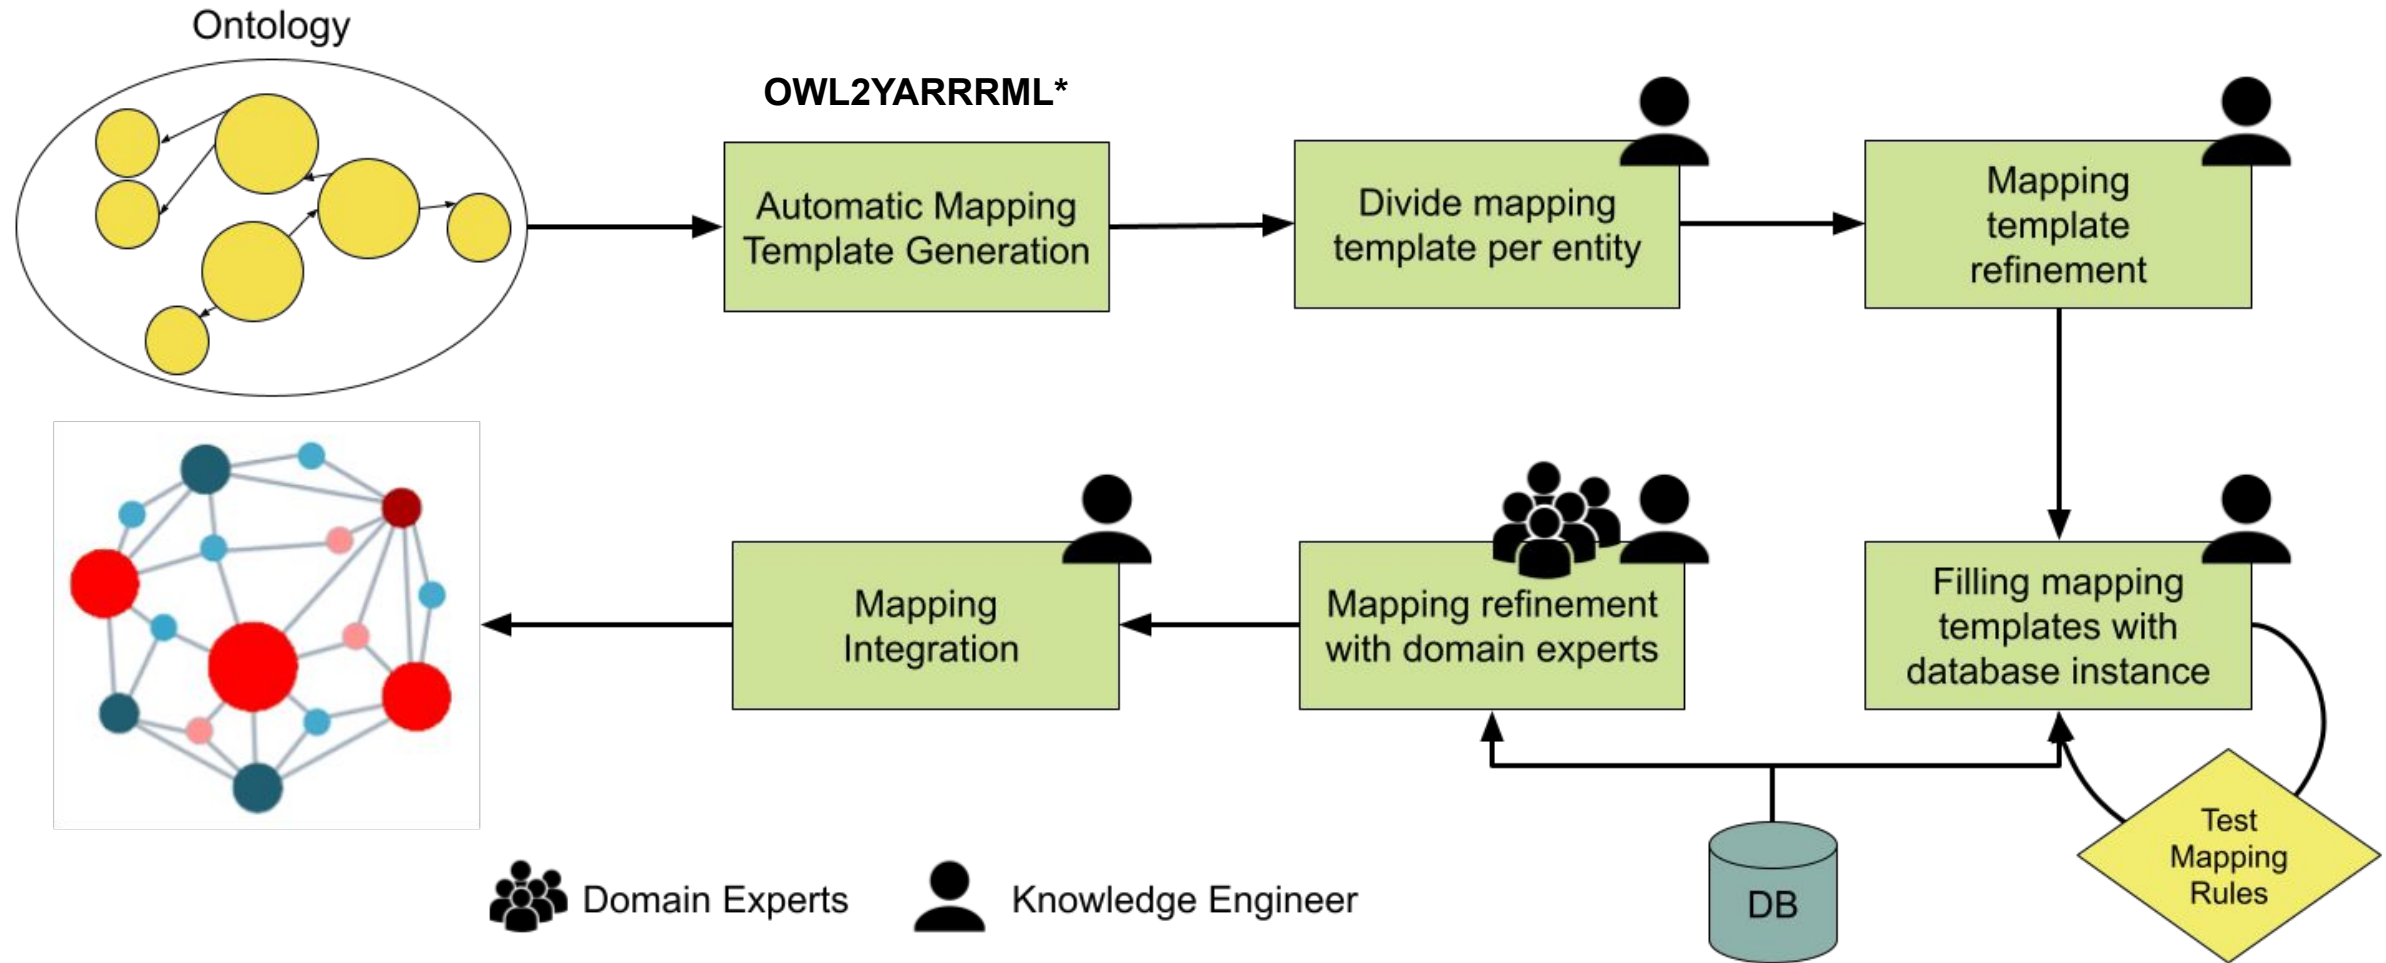 Ontology
OWL2YARRRML*
Automatic Mapping
Template Generation
Divide mapping
template per entity
Mapping
template
refinement
Filling mapping
templates with
database instance
Mapping refinement
with domain experts
Mapping
Integration
Test
Mapping
Rules
DB
Domain Experts
Knowledge Engineer